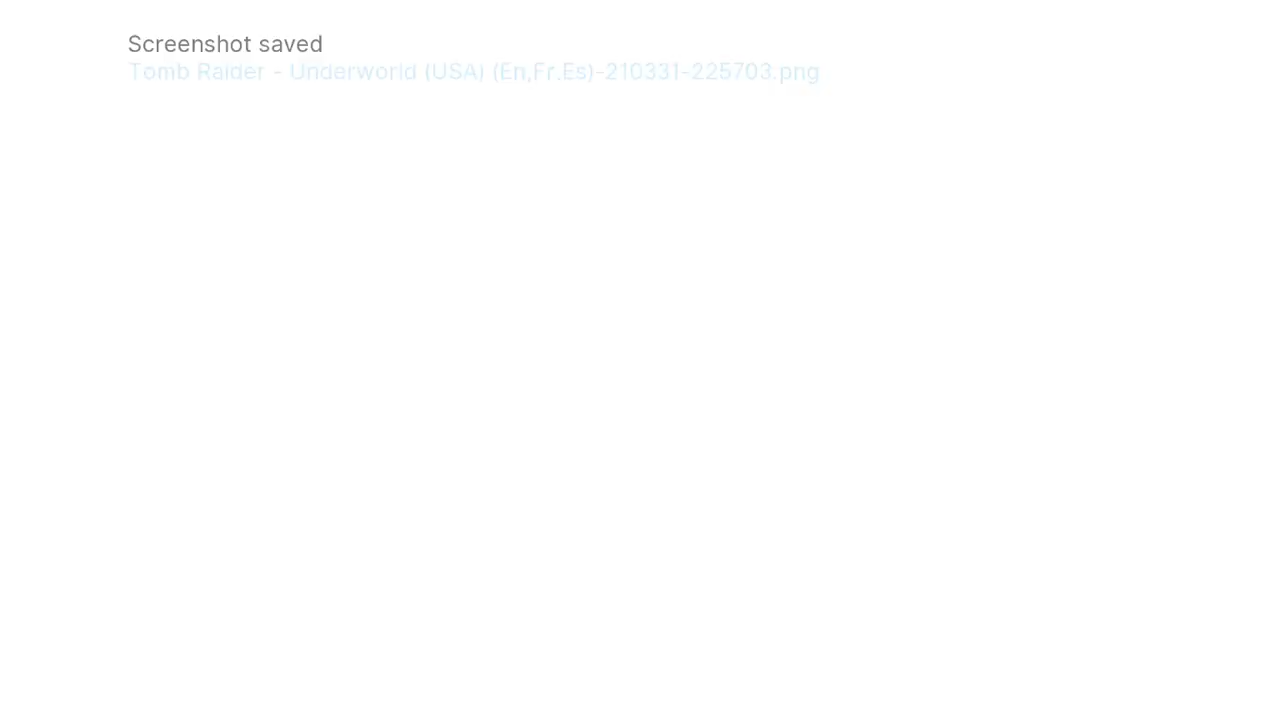 Screenshot saved
Tomb Raider - Underworld (USA) (En,Fr,Es)-210331-225703.png